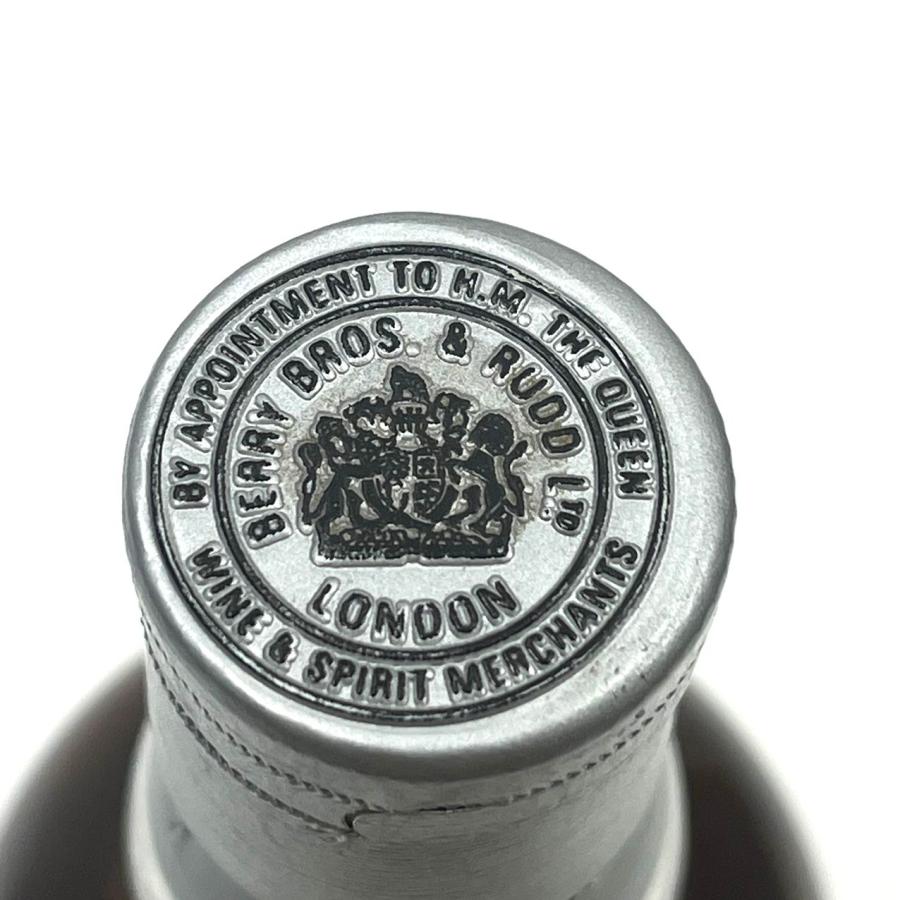 BY APPOINTMENT TO H.M. THE QUEEN
BERRY BROS. & RUDD LTD
LONDON
WINE & SPIRIT MERCHANTS